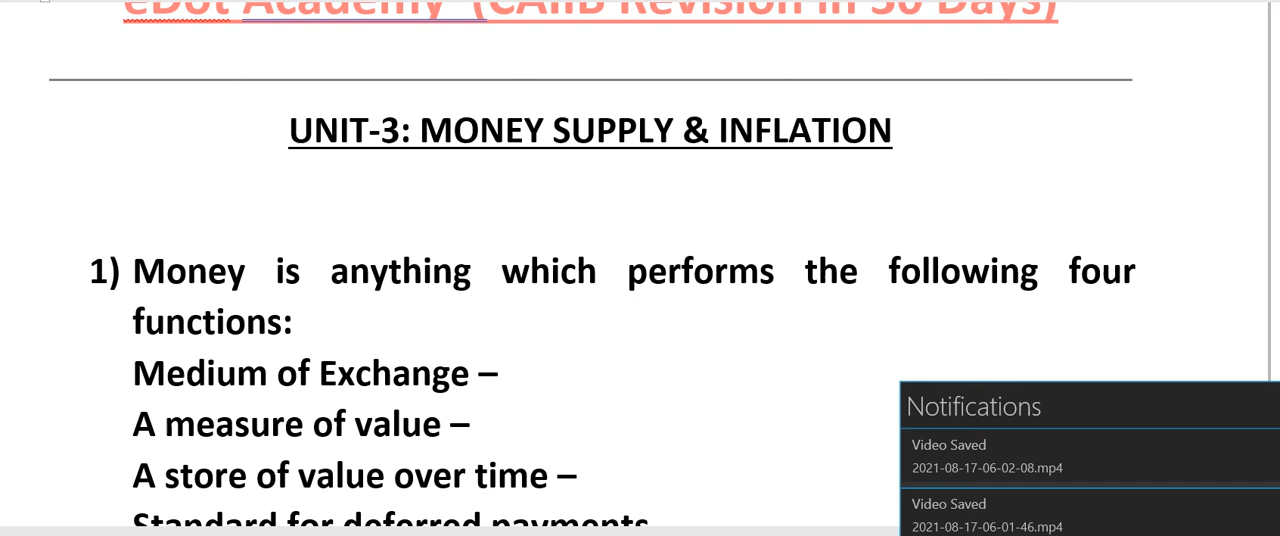 eDot Academy (CAIIB Revision in 30 Days)
UNIT-3: MONEY SUPPLY & INFLATION
1) Money is anything which performs the following four
functions:
Medium of Exchange –
A measure of value –
A store of value over time –
Standard for deferred payments
Notifications
Video Saved
2021-08-17-06-02-08.mp4
Video Saved
2021-08-17-06-01-46.mp4